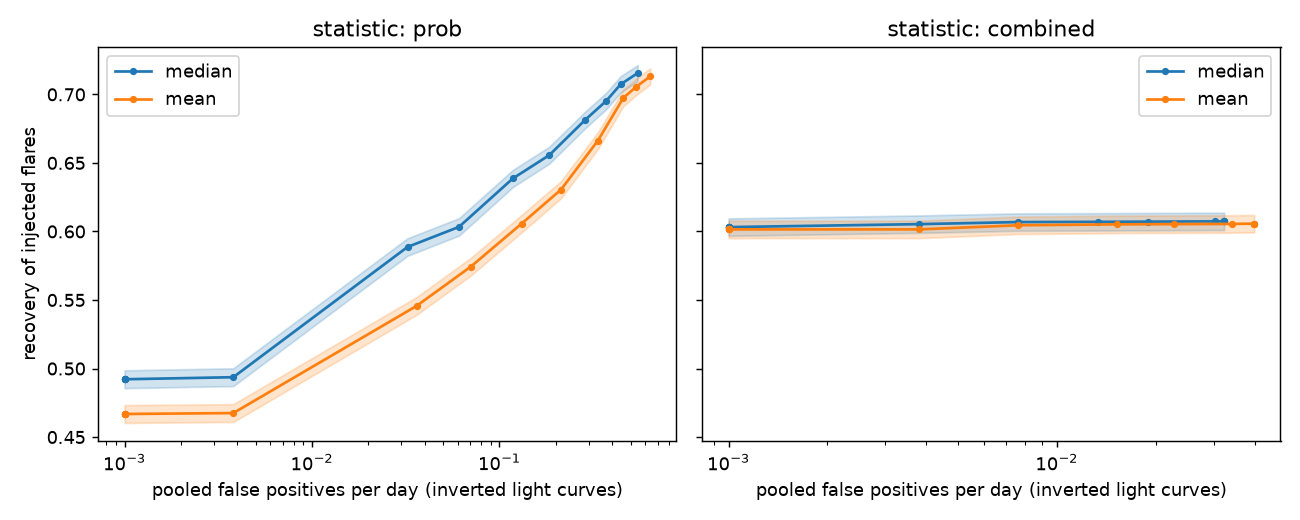 statistic: prob
median
mean
recovery of injected flares
0.70
0.65
0.60
0.55
0.50
0.45
10⁻³
10⁻²
10⁻¹
pooled false positives per day (inverted light curves)
statistic: combined
median
mean
10⁻³
10⁻²
pooled false positives per day (inverted light curves)